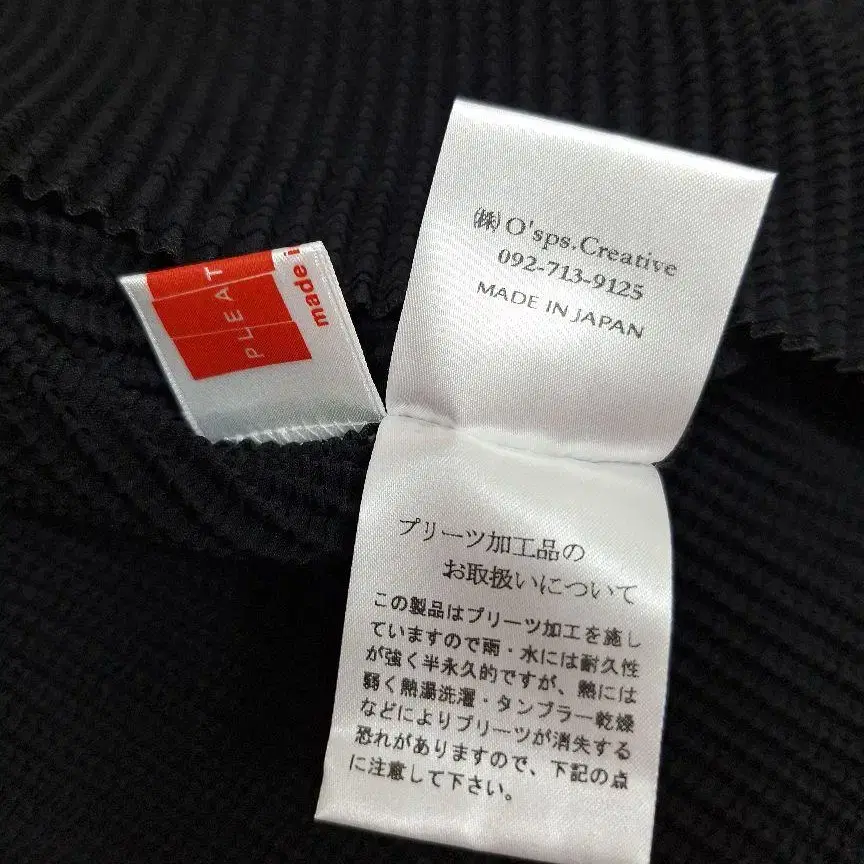 PLEAT
made i
㈱ O'sps.Creative
092-713-9125
MADE IN JAPAN
プリーツ加工品の
お取扱いについて
この製品はプリーツ加工を施し
ていますので雨・水には耐久性
が強く半永久的ですが、熱には
弱く熱湯洗濯・タンブラー乾燥
などによりプリーツが消失する
恐れがありますので、下記の点
に注意して下さい。